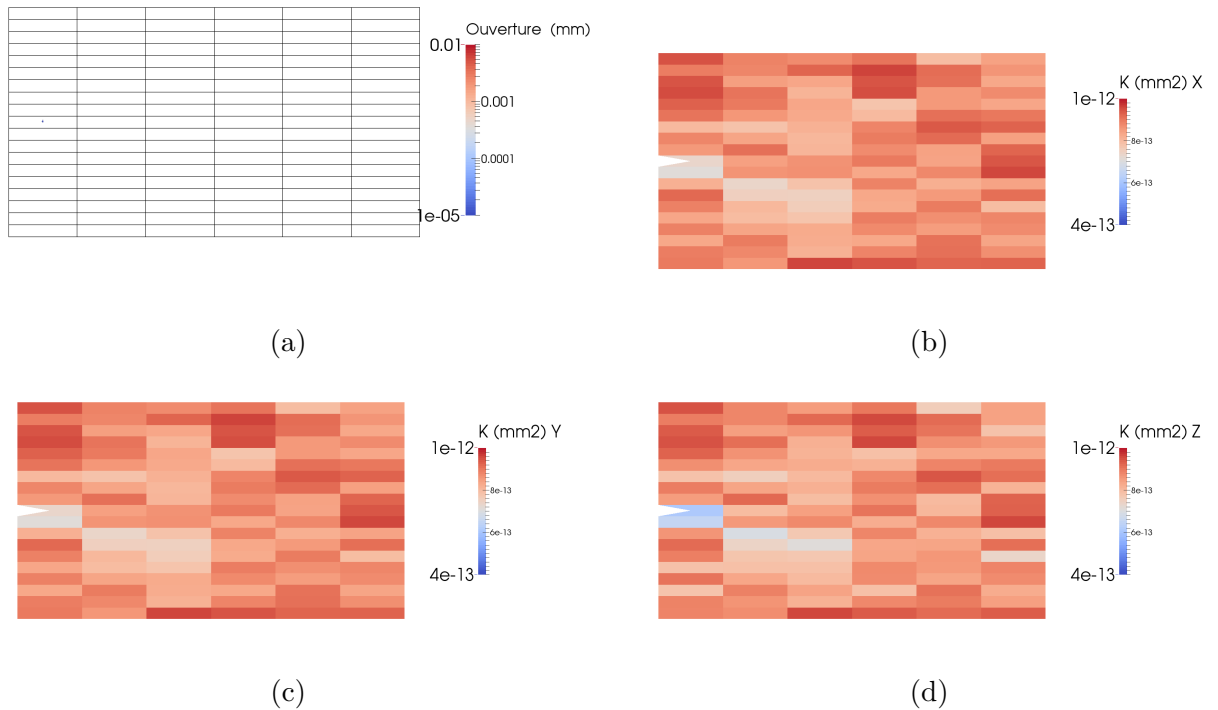 Ouverture (mm)
0.01
0.001
0.0001
1e-05
(a)
K (mm2) X
1e-12
8e-13
6e-13
4e-13
(b)
K (mm2) Y
1e-12
8e-13
6e-13
4e-13
(c)
K (mm2) Z
1e-12
8e-13
6e-13
4e-13
(d)